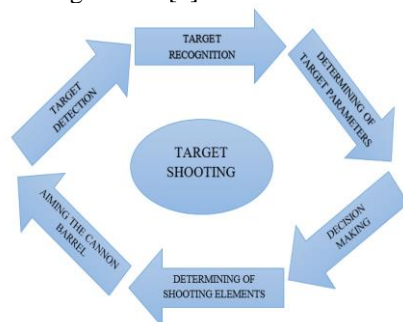 TARGET
RECOGNITION
DETERMINING OF
TARGET PARAMETERS
DECISION
MAKING
DETERMINING OF
SHOOTING ELEMENTS
AIMING THE CANNON
BARREL
TARGET
DETECTION
TARGET
SHOOTING